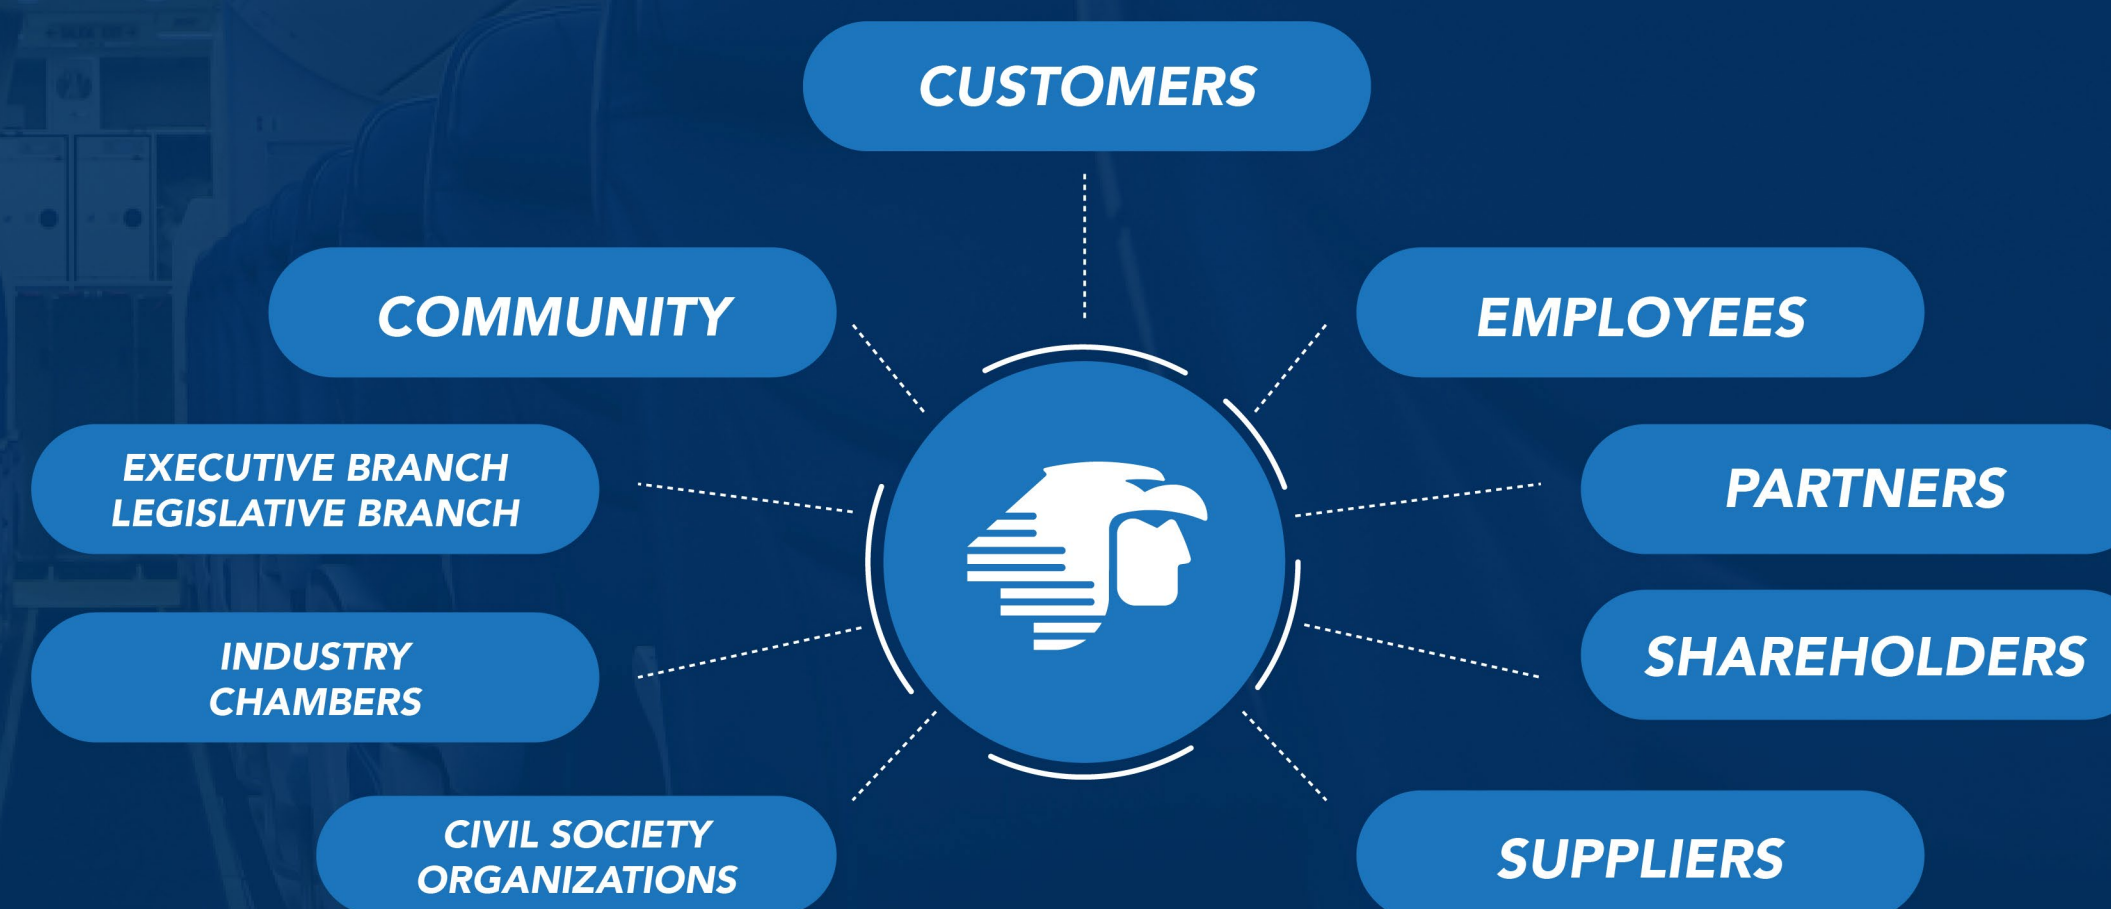 CUSTOMERS
COMMUNITY
EMPLOYEES
EXECUTIVE BRANCH
LEGISLATIVE BRANCH
PARTNERS
INDUSTRY
CHAMBERS
SHAREHOLDERS
CIVIL SOCIETY
ORGANIZATIONS
SUPPLIERS